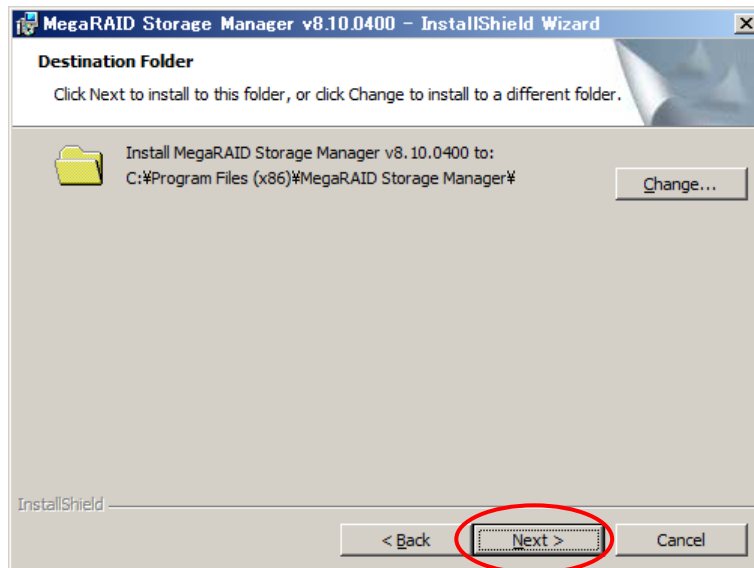 MegaRAID Storage Manager v8.10.0400 - InstallShield Wizard
Destination Folder
Click Next to install to this folder, or click Change to install to a different folder.
Install MegaRAID Storage Manager v8.10.0400 to:
C:¥Program Files (x86)¥MegaRAID Storage Manager¥
Change...
InstallShield
< Back
Next >
Cancel